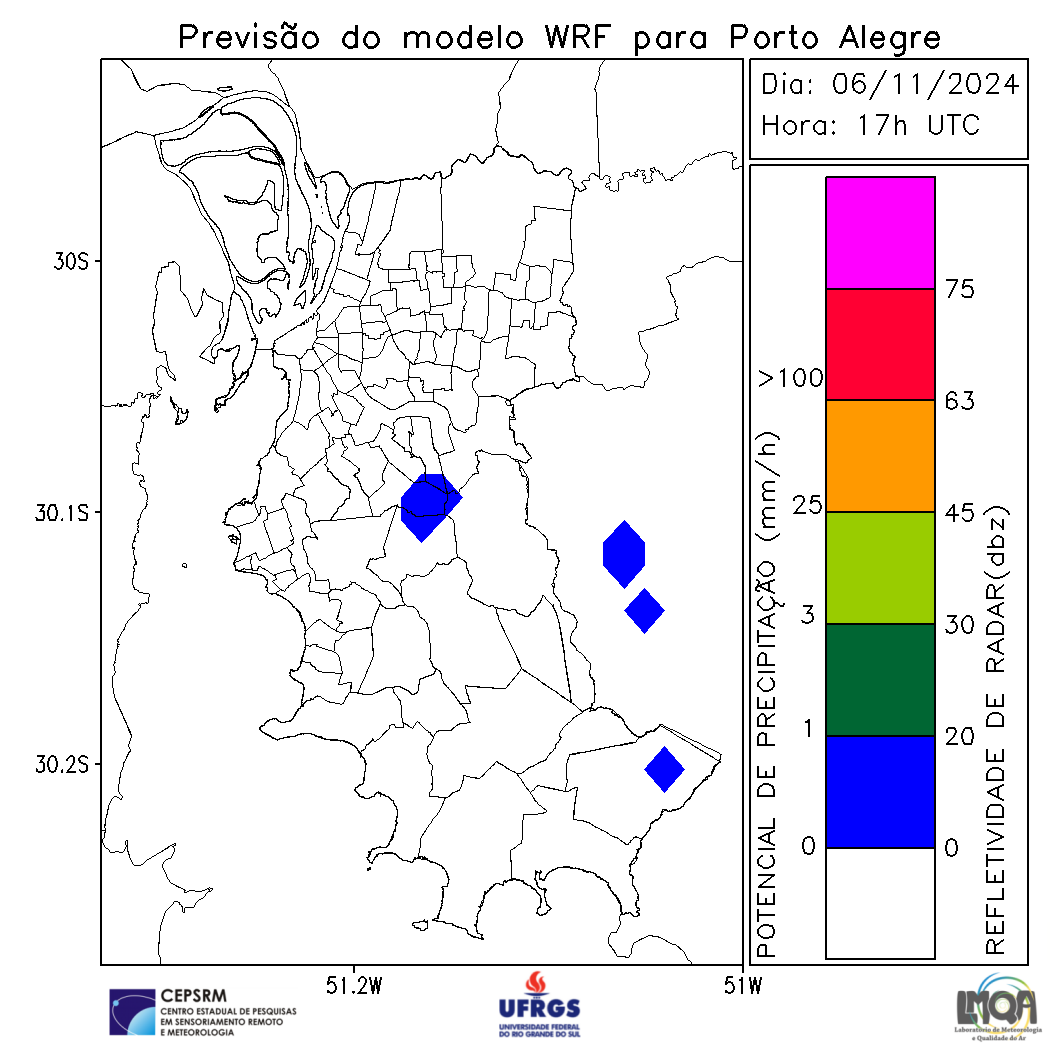 Previsão do modelo WRF para Porto Alegre
Dia: 06/11/2024
Hora: 17h UTC
30S
30.1S
30.2S
51.2W
51W
POTENCIAL DE PRECIPITAÇÃO (mm/h)
>100
25
3
1
0
75
63
45
30
20
0
REFLETIVIDADE DE RADAR(dbz)
CEPSRM
CENTRO ESTADUAL DE PESQUISAS
EM SENSORIAMENTO REMOTO
E METEOROLOGIA
UFRGS
UNIVERSIDADE FEDERAL
DO RIO GRANDE DO SUL
LMQA
Laboratório de Meteorologia
e Qualidade do Ar